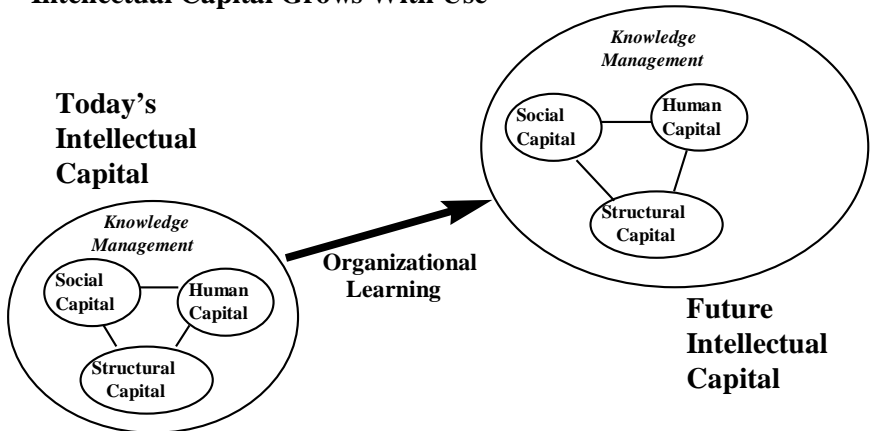 Intellectual Capital Grows With Use
Knowledge
Management
Social
Capital
Human
Capital
Structural
Capital
Today’s
Intellectual
Capital
Knowledge
Management
Social
Capital
Human
Capital
Structural
Capital
Organizational
Learning
Future
Intellectual
Capital